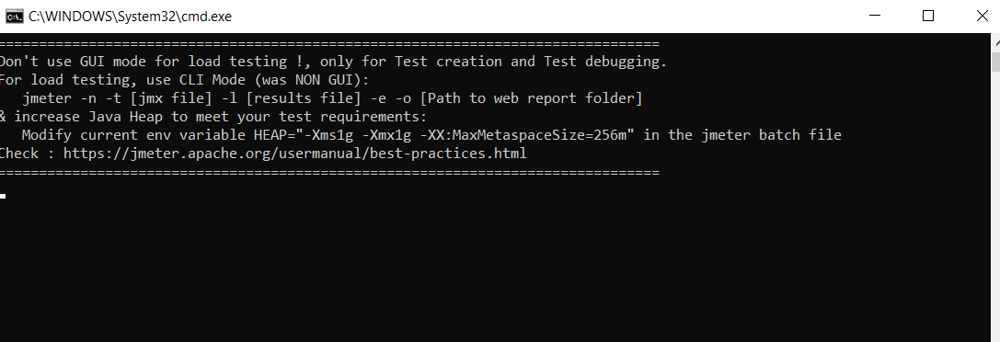 C:\WINDOWS\System32\cmd.exe
================================================================================
Don't use GUI mode for load testing !, only for Test creation and Test debugging.
For load testing, use CLI Mode (was NON GUI):
   jmeter -n -t [jmx file] -l [results file] -e -o [Path to web report folder]
& increase Java Heap to meet your test requirements:
   Modify current env variable HEAP="-Xms1g -Xmx1g -XX:MaxMetaspaceSize=256m" in the jmeter batch file
Check : https://jmeter.apache.org/usermanual/best-practices.html
================================================================================